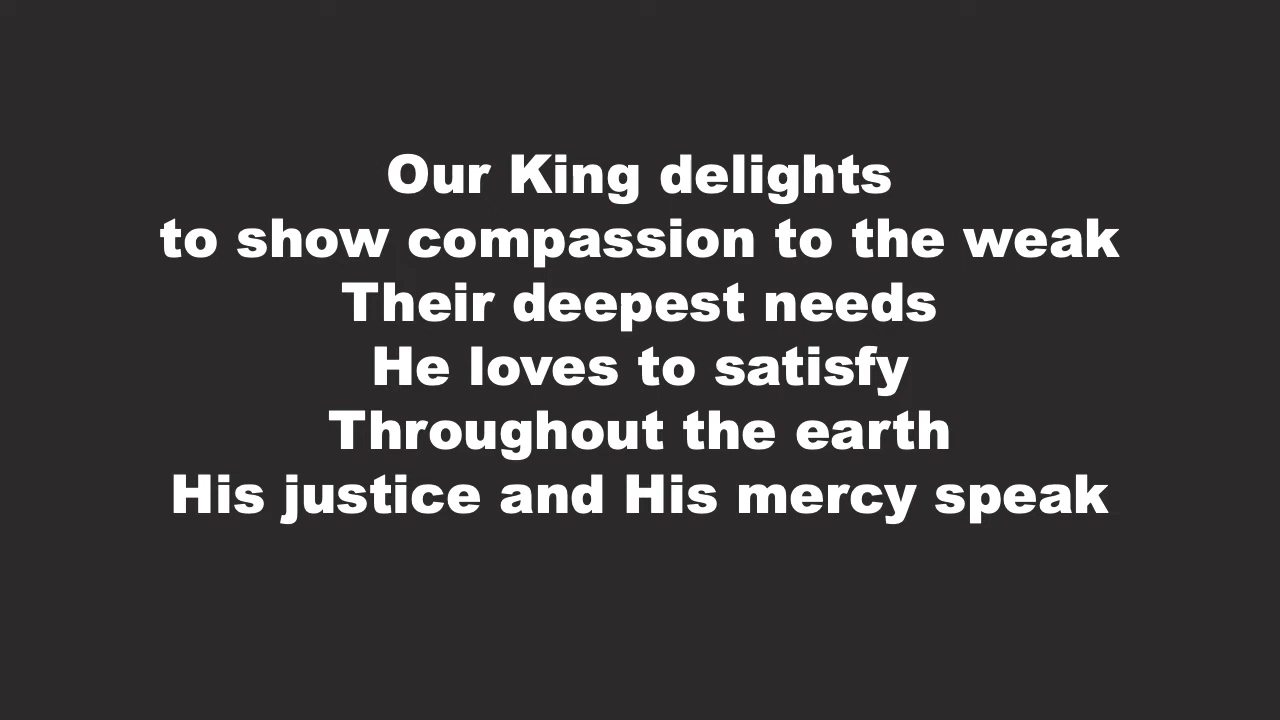 Our King delights
to show compassion to the weak
Their deepest needs
He loves to satisfy
Throughout the earth
His justice and His mercy speak